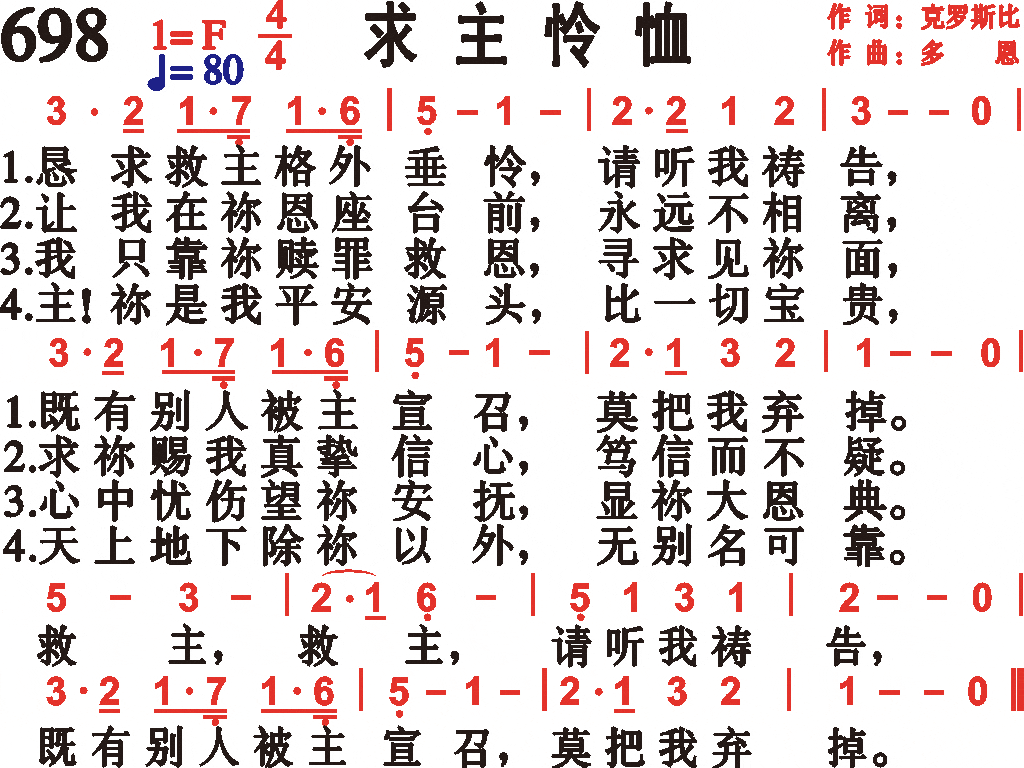 698 1=F 4/4 求主怜恤 作词：克罗斯比
♩=80 作曲：多 恩
3 · 2 1 · 7 1 · 6 | 5 – 1 – | 2 · 2 1 2 | 3 – – 0 |
1.恳求救主格外垂怜，请听我祷告，
2.让我在祢恩座台前，永远不相离，
3.我只靠祢赎罪救恩，寻求见祢面，
4.主！祢是我平安源头，比一切宝贵，
3 · 2 1 · 7 1 · 6 | 5 – 1 – | 2 · 1 3 2 | 1 – – 0 |
1.既有别人被主宣召，莫把我弃掉。
2.求祢赐我真挚信心，笃信而不疑。
3.心中忧伤望祢安抚，显祢大恩典。
4.天上地下除祢以外，无别名可靠。
5 – 3 – | 2 · 1 6 – | 5 1 3 1 | 2 – – 0 |
救主，救主，请听我祷告，
3 · 2 1 · 7 1 · 6 | 5 – 1 – | 2 · 1 3 2 | 1 – – 0 ‖
既有别人被主宣召，莫把我弃掉。